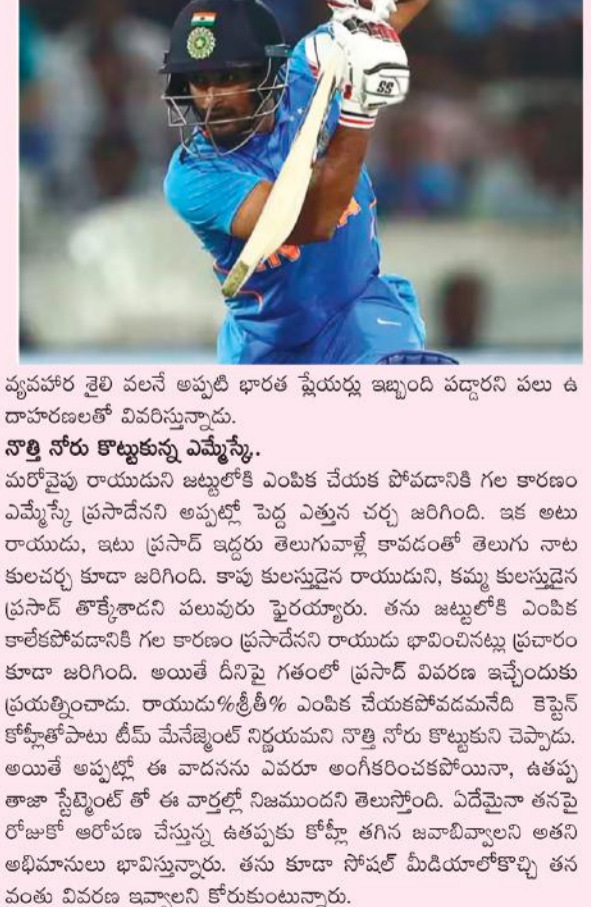 SS
వ్యవహార శైలి వలనే అప్పటి భారత ప్లేయర్లు ఇబ్బంది పడ్డారని పలు ఉ
దాహరణలతో వివరిస్తున్నాడు.
నొత్తి నోరు కొట్టుకున్న ఎమ్మేస్కే..
మరోవైపు రాయుడుని జట్టులోకి ఎంపిక చేయక పోవడానికి గల కారణం
ఎమ్మేస్కే ప్రసాదేనని అప్పట్లో పెద్ద ఎత్తున చర్చ జరిగింది. ఇక అటు
రాయుడు, ఇటు ప్రసాద్ ఇద్దరు తెలుగువాళ్లే కావడంతో తెలుగు నాట
కులచర్చ కూడా జరిగింది. కాపు కులస్తుడైన రాయుడుని, కమ్మ కులస్తుడైన
ప్రసాద్ తొక్కేశాడని పలువురు ఫైరయ్యారు. తను జట్టులోకి ఎంపిక
కాలేకపోవడానికి గల కారణం ప్రసాదేనని రాయుడు భావించినట్లు ప్రచారం
కూడా జరిగింది. అయితే దీనిపై గతంలో ప్రసాద్ వివరణ ఇచ్చేందుకు
ప్రయత్నించాడు. రాయుడు%శ్రీతీ% ఎంపిక చేయకపోవడమనేది కెప్టెన్
కోహ్లీతోపాటు టీమ్ మేనేజ్మెంట్ నిర్ణయమని నొత్తి నోరు కొట్టుకుని చెప్పాడు.
అయితే అప్పట్లో ఈ వాదనను ఎవరూ అంగీకరించకపోయినా, ఉతప్ప
తాజా స్టేట్మెంట్ తో ఈ వార్తల్లో నిజముందని తెలుస్తోంది. ఏదేమైనా తనపై
రోజుకో ఆరోపణ చేస్తున్న ఉతప్పకు కోహ్లీ తగిన జవాబివ్వాలని అతని
అభిమానులు భావిస్తున్నారు. తను కూడా సోషల్ మీడియాలోకొచ్చి తన
వంతు వివరణ ఇవ్వాలని కోరుకుంటున్నారు.